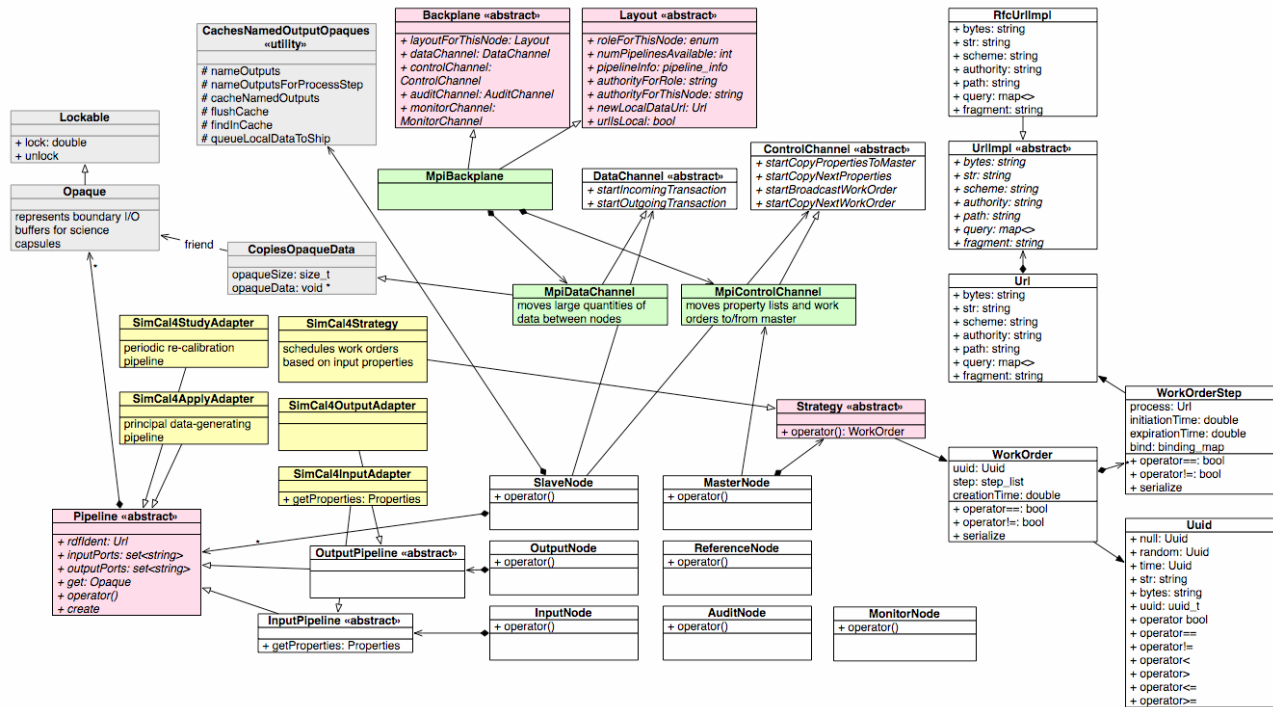 CachesNamedOutputOpaques
«utility»
# nameOutputs
# nameOutputsForProcessStep
# cacheNamedOutputs
# flushCache
# findInCache
# queueLocalDataToShip
Backplane «abstract»
+ layoutForThisNode: Layout
+ dataChannel: DataChannel
+ controlChannel:
ControlChannel
+ auditChannel: AuditChannel
+ monitorChannel:
MonitorChannel
Layout «abstract»
+ roleForThisNode: enum
+ numPipelinesAvailable: int
+ pipelineInfo: pipeline_info
+ authorityForRole: string
+ authorityForThisNode: string
+ newLocalDataUrl: Url
+ urlIsLocal: bool
RfcUrlImpl
+ bytes: string
+ str: string
+ scheme: string
+ authority: string
+ path: string
+ query: map<>
+ fragment: string
Lockable
+ lock: double
+ unlock
Opaque
represents boundary I/O
buffers for science
capsules
friend
*
CopiesOpaqueData
opaqueSize: size_t
opaqueData: void *
MpiBackplane
DataChannel «abstract»
+ startIncomingTransaction
+ startOutgoingTransaction
ControlChannel «abstract»
+ startCopyPropertiesToMaster
+ startCopyNextProperties
+ startBroadcastWorkOrder
+ startCopyNextWorkOrder
UrlImpl «abstract»
+ bytes: string
+ str: string
+ scheme: string
+ authority: string
+ path: string
+ query: map<>
+ fragment: string
MpiDataChannel
moves large quantities of
data between nodes
MpiControlChannel
moves property lists and work
orders to/from master
Url
+ bytes: string
+ str: string
+ scheme: string
+ authority: string
+ path: string
+ query: map<>
+ fragment: string
SimCal4StudyAdapter
periodic re-calibration
pipeline
SimCal4Strategy
schedules work orders
based on input properties
SimCal4ApplyAdapter
principal data-generating
pipeline
SimCal4OutputAdapter
SimCal4InputAdapter
+ getProperties: Properties
Strategy «abstract»
+ operator(): WorkOrder
WorkOrderStep
process: Url
initiationTime: double
expirationTime: double
bind: binding_map
+ operator==: bool
+ operator!=: bool
+ serialize
WorkOrder
uuid: Uuid
step: step_list
creationTime: double
+ operator==: bool
+ operator!=: bool
+ serialize
*
Pipeline «abstract»
+ rdfIdent: Url
+ inputPorts: set<string>
+ outputPorts: set<string>
+ get: Opaque
+ operator()
+ create
*
SlaveNode
+ operator()
MasterNode
+ operator()
OutputPipeline «abstract»
OutputNode
+ operator()
ReferenceNode
+ operator()
InputPipeline «abstract»
+ getProperties: Properties
InputNode
+ operator()
AuditNode
+ operator()
MonitorNode
+ operator()
Uuid
+ null: Uuid
+ random: Uuid
+ time: Uuid
+ str: string
+ bytes: string
+ uuid: uuid_t
+ operator bool
+ operator==
+ operator!=
+ operator<
+ operator>
+ operator<=
+ operator>=